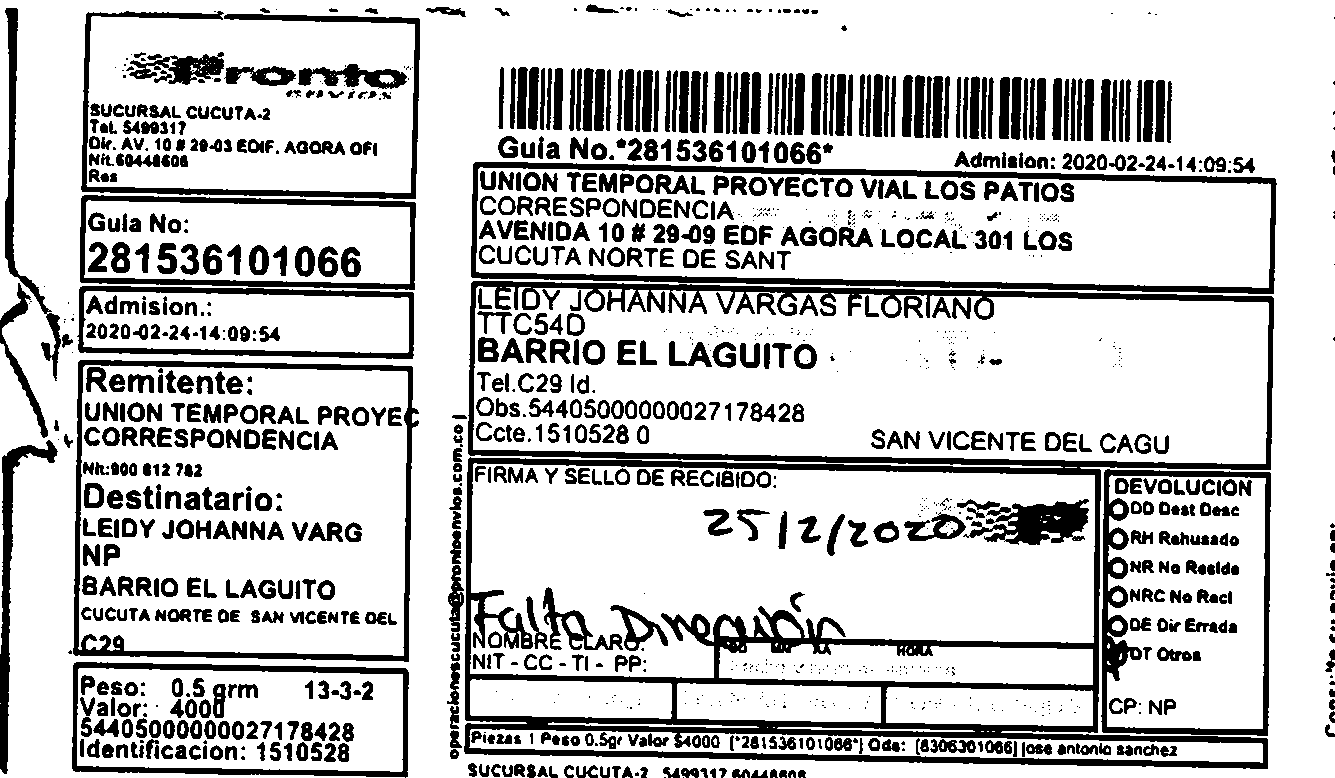 Pronto
envios
SUCURSAL CUCUTA-2
Tel. 5499317
Dir. AV. 10 # 29-03 EDIF. AGORA OFI
Nit.60448606
Res
Guia No:
281536101066
Admision.:
2020-02-24-14:09:54
Remitente:
UNION TEMPORAL PROYEC
CORRESPONDENCIA
Nit:900 612 782
Destinatario:
LEIDY JOHANNA VARG
NP
BARRIO EL LAGUITO
CUCUTA NORTE DE SAN VICENTE DEL
C29
Peso: 0.5 grm 13-3-2
Valor: 4000
54405000000027178428
Identificacion: 1510528
Guia No.*281536101066*
Admision: 2020-02-24-14:09:54
UNION TEMPORAL PROYECTO VIAL LOS PATIOS
CORRESPONDENCIA
AVENIDA 10 # 29-09 EDF AGORA LOCAL 301 LOS
CUCUTA NORTE DE SANT
LEIDY JOHANNA VARGAS FLORIANO
TTC54D
BARRIO EL LAGUITO
Tel.C29 Id.
Obs.54405000000027178428
Ccte.1510528 0
SAN VICENTE DEL CAGU
operacionescucuta@prontoenvios.com.co
FIRMA Y SELLO DE RECIBIDO:
25/2/2020
Falta Dirección
NOMBRE CLARO:
NIT - CC - TI - PP:
HORA
DEVOLUCION
DD Dest Desc
RH Rehusado
NR No Reside
NRC No Recl
DE Dir Errada
DT Otros
CP: NP
Piezas 1 Peso 0.5gr Valor $4000 [*281536101066*] Ods: [8306361066] jose antonio sanchez
SUCURSAL CUCUTA-2 5499317 60448606